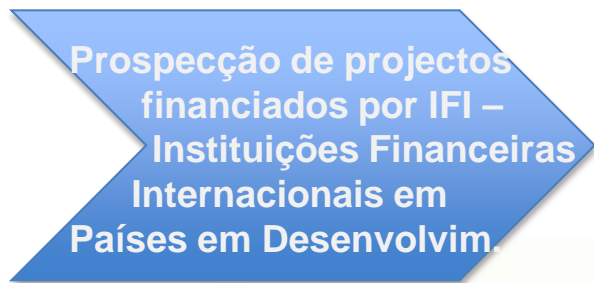 Prospecção de projectos
financiados por IFI –
Instituições Financeiras
Internacionais em
Países em Desenvolvim.